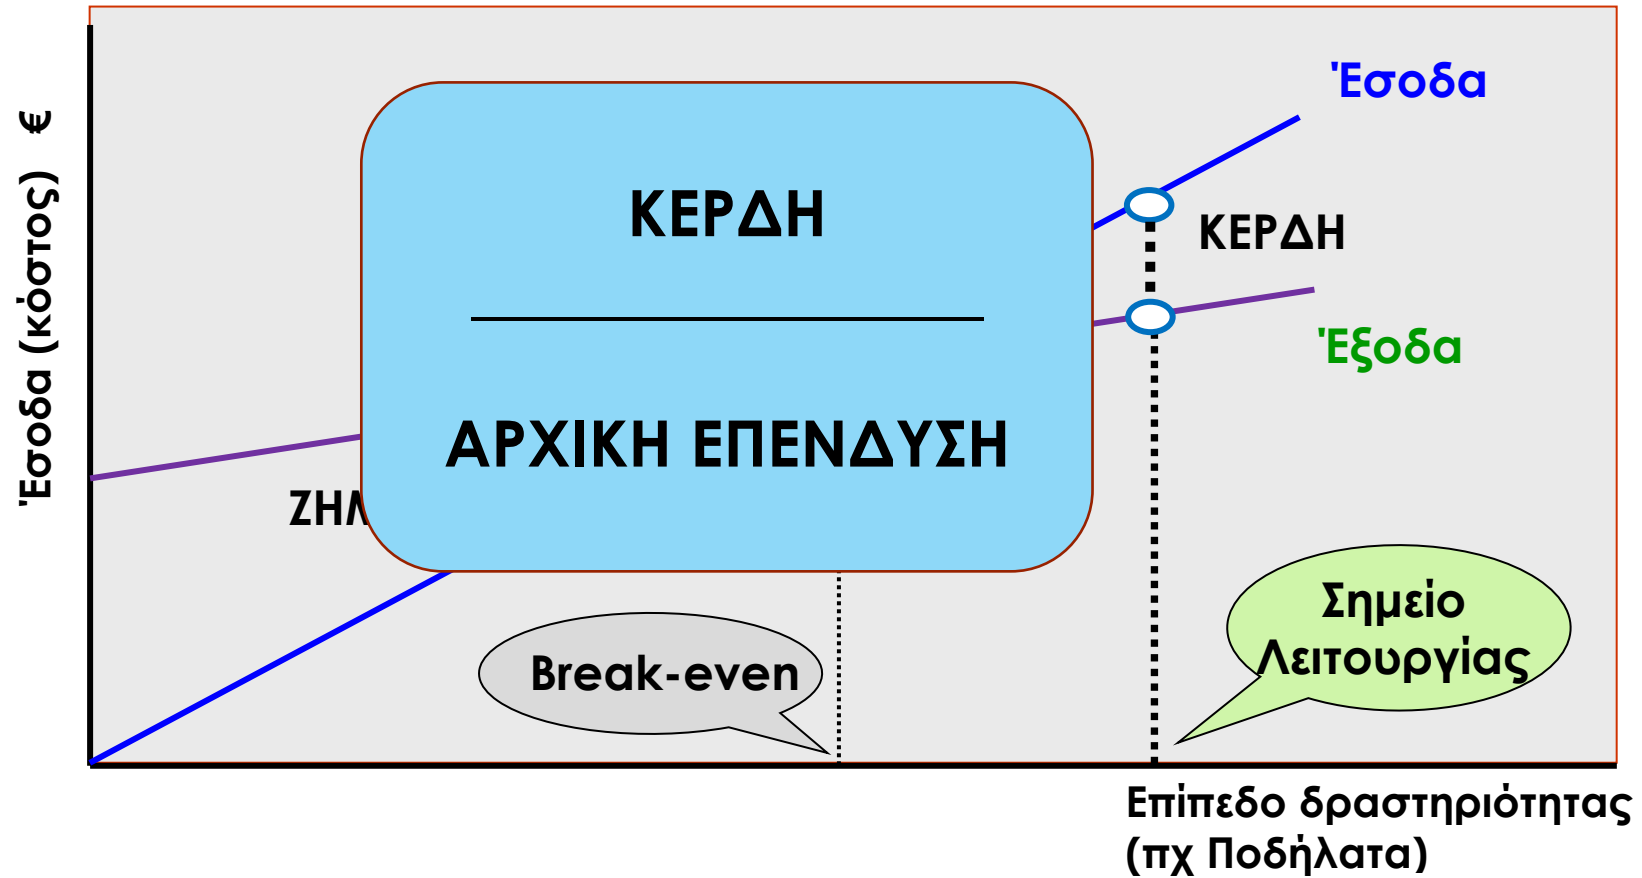 Έσοδα (κόστος) €
Έσοδα
ΚΕΡΔΗ
ΚΕΡΔΗ
Έξοδα
ΑΡΧΙΚΗ ΕΠΕΝΔΥΣΗ
Σημείο
Λειτουργίας
Break-even
Επίπεδο δραστηριότητας
(πχ Ποδήλατα)